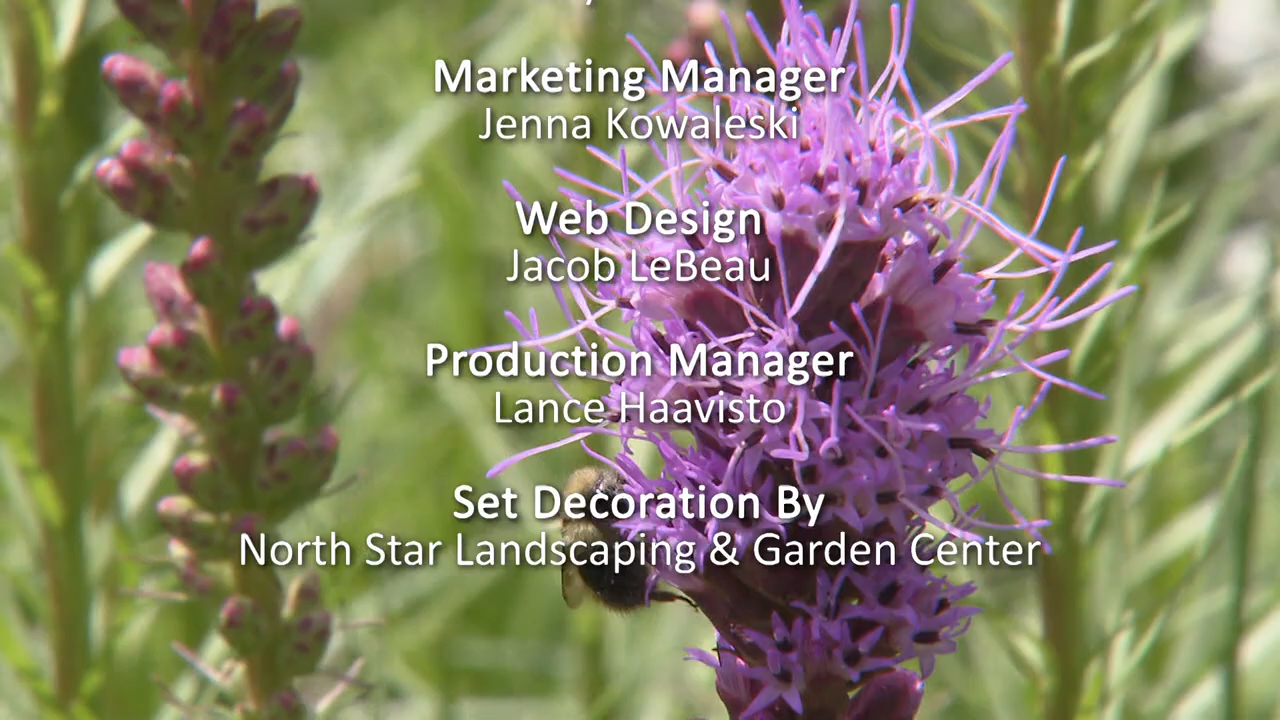 Marketing Manager
Jenna Kowaleski
Web Design
Jacob LeBeau
Production Manager
Lance Haavisto
Set Decoration By
North Star Landscaping & Garden Center